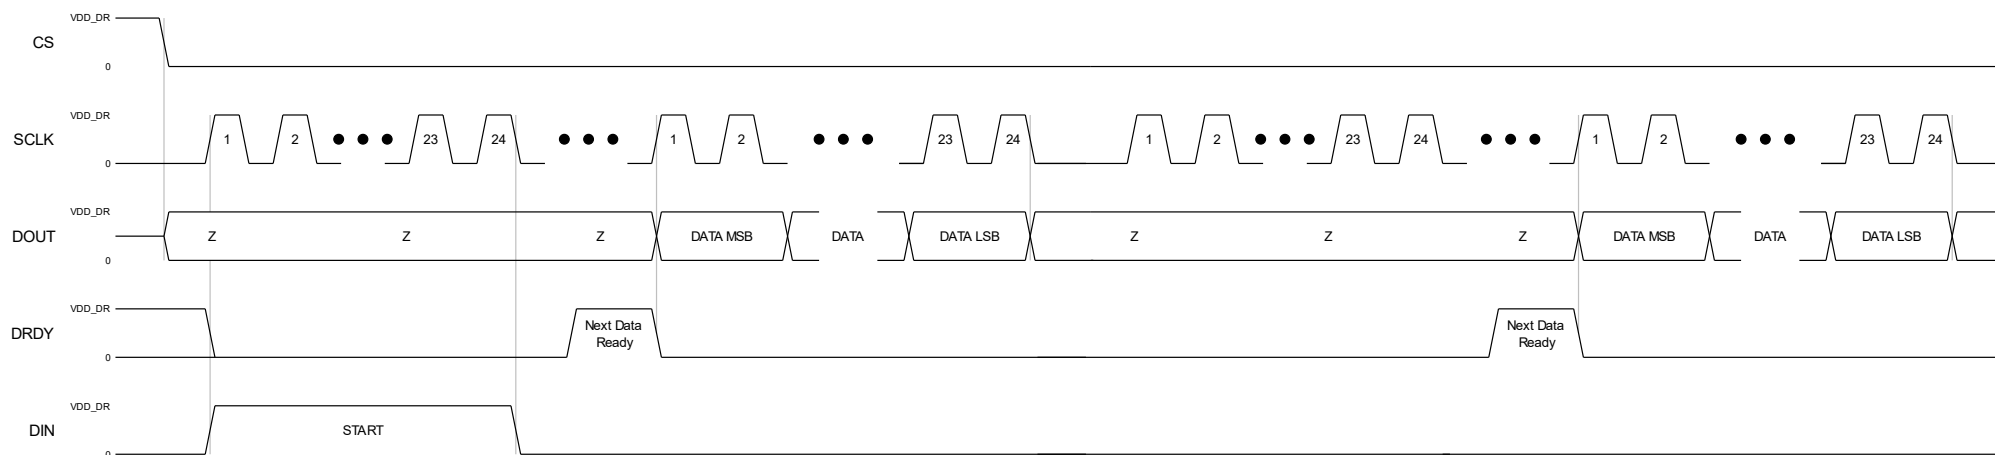 VDD_DR
CS
0
VDD_DR
SCLK
1 2 23 24 1 2 23 24 1 2 23 24 1 2 23 24
0
VDD_DR
DOUT
Z Z Z DATA MSB DATA DATA LSB Z Z Z DATA MSB DATA DATA LSB
0
VDD_DR
DRDY
Next Data
Ready
Next Data
Ready
0
VDD_DR
DIN
START
0